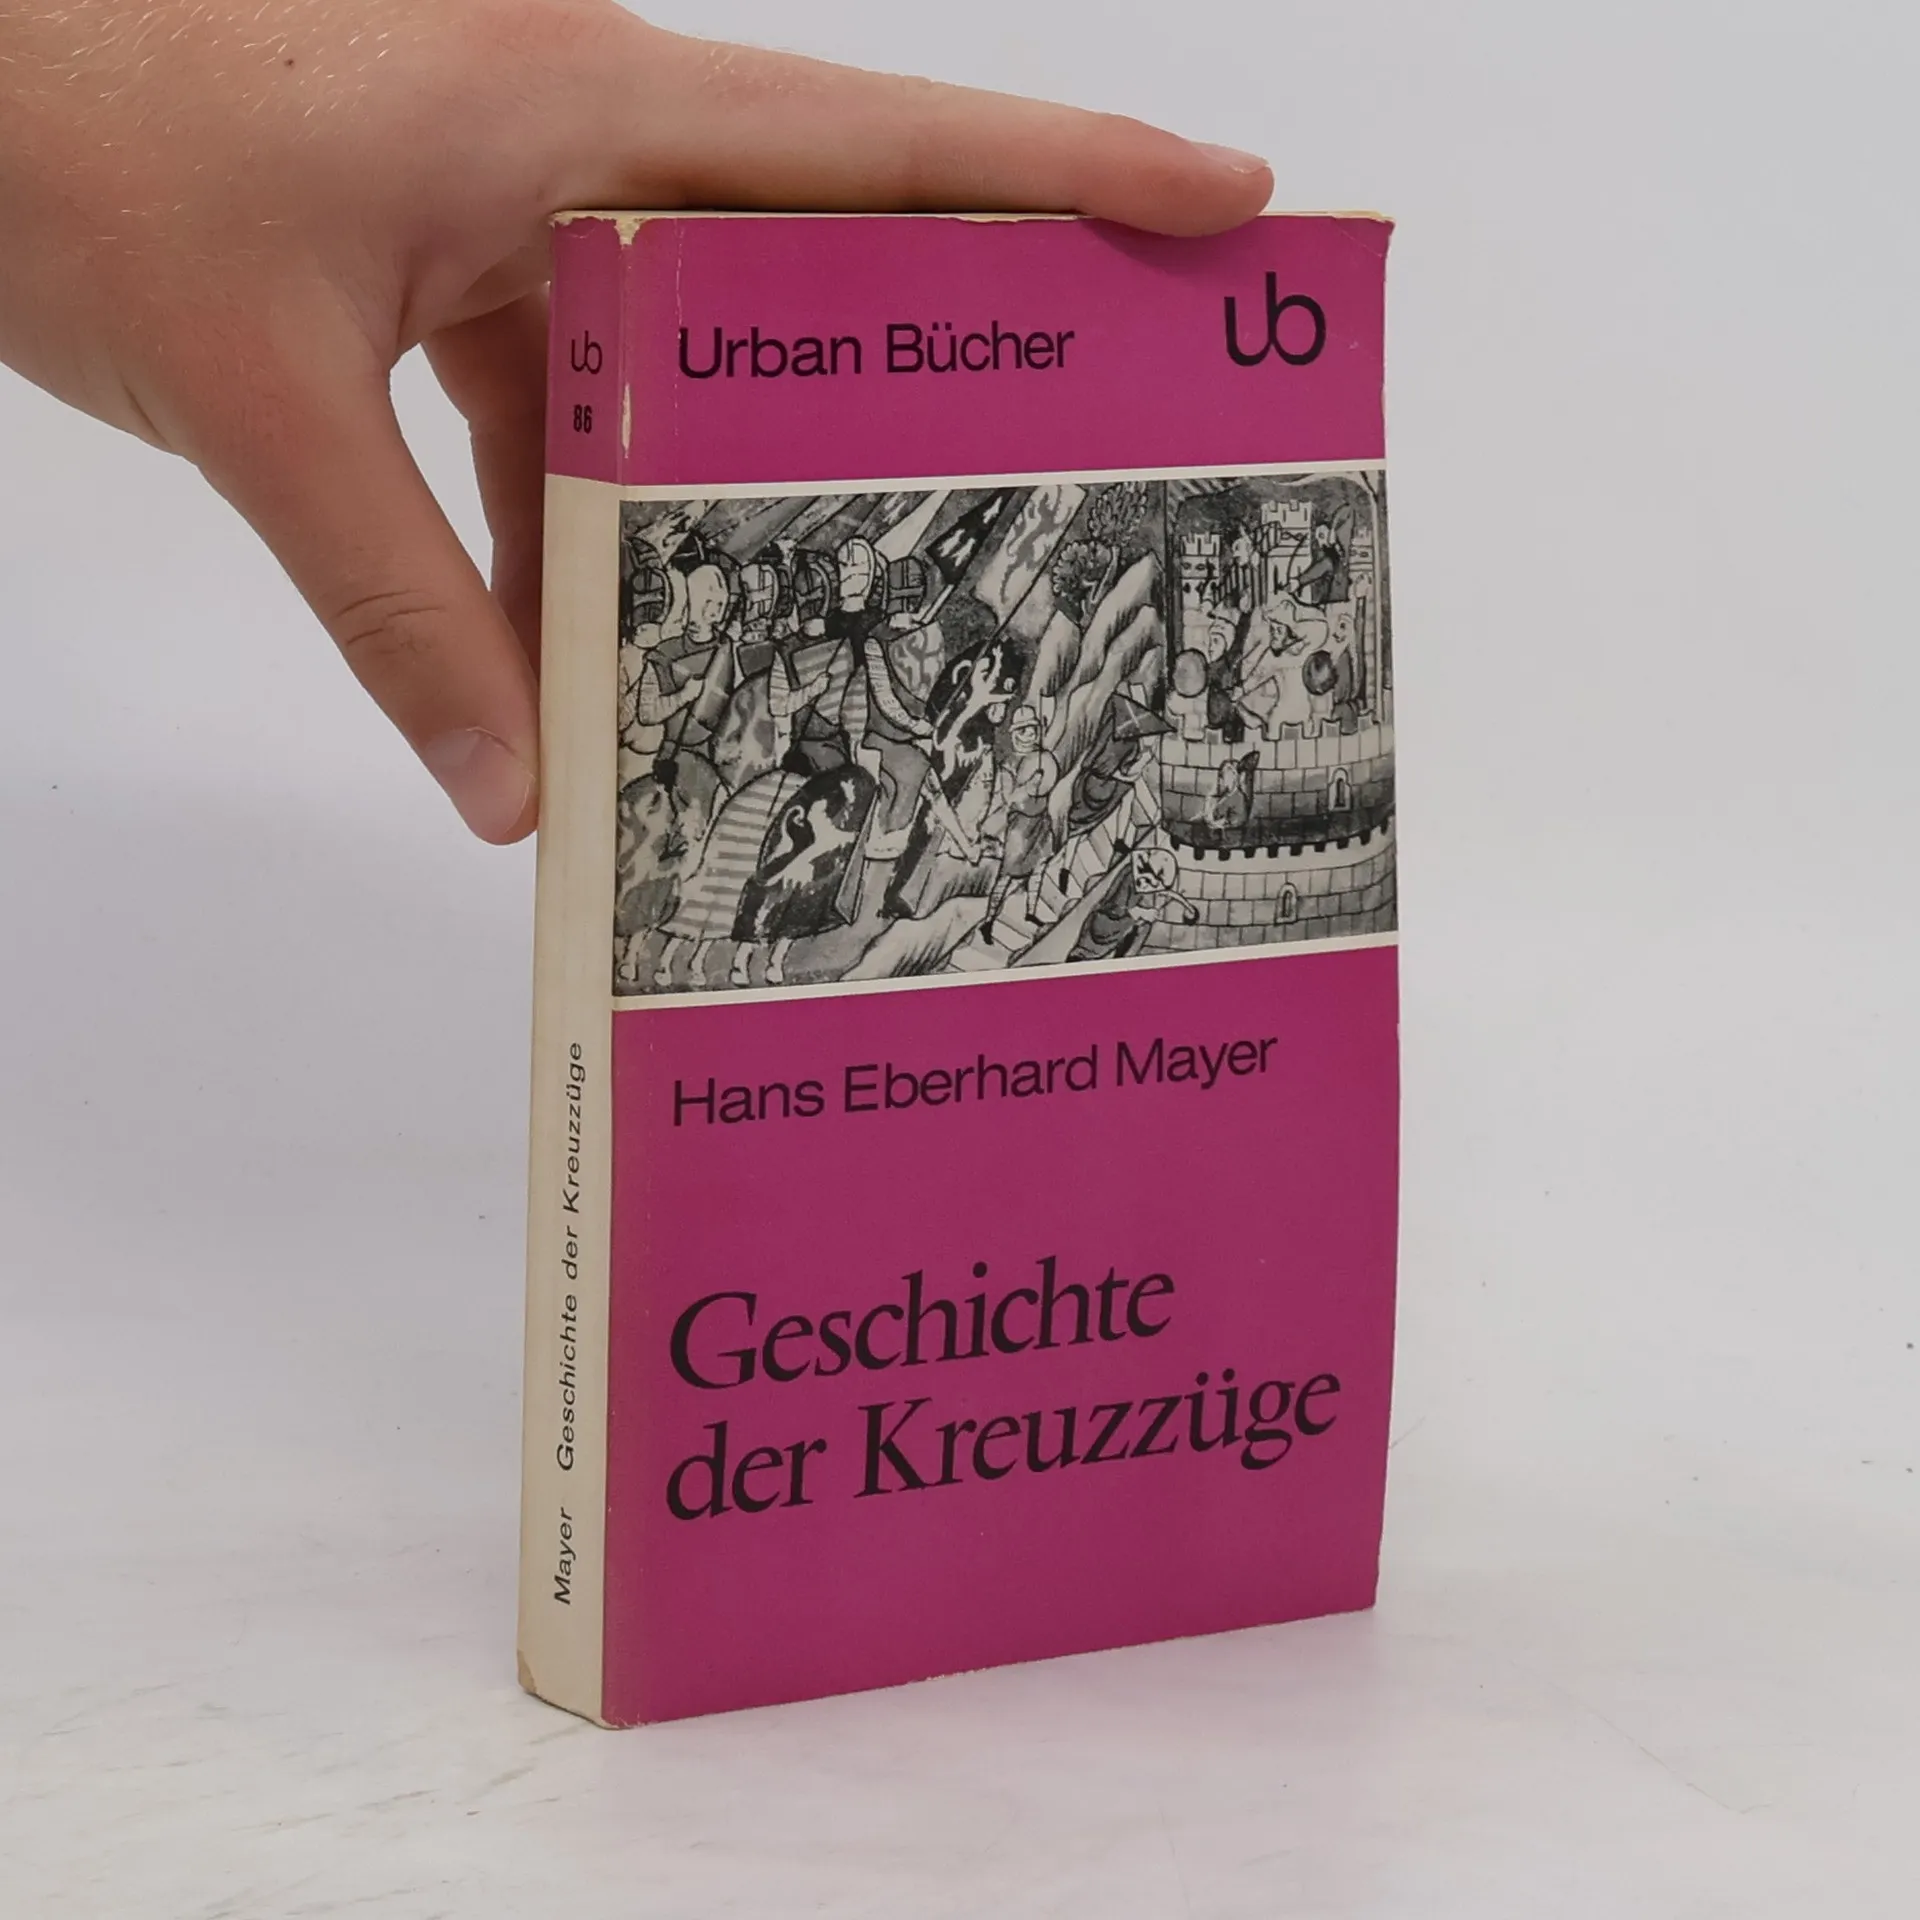 Urban Bücher
ub
Hans Eberhard Mayer
Geschichte
der Kreuzzüge
ub
86
Mayer Geschichte der Kreuzzüge